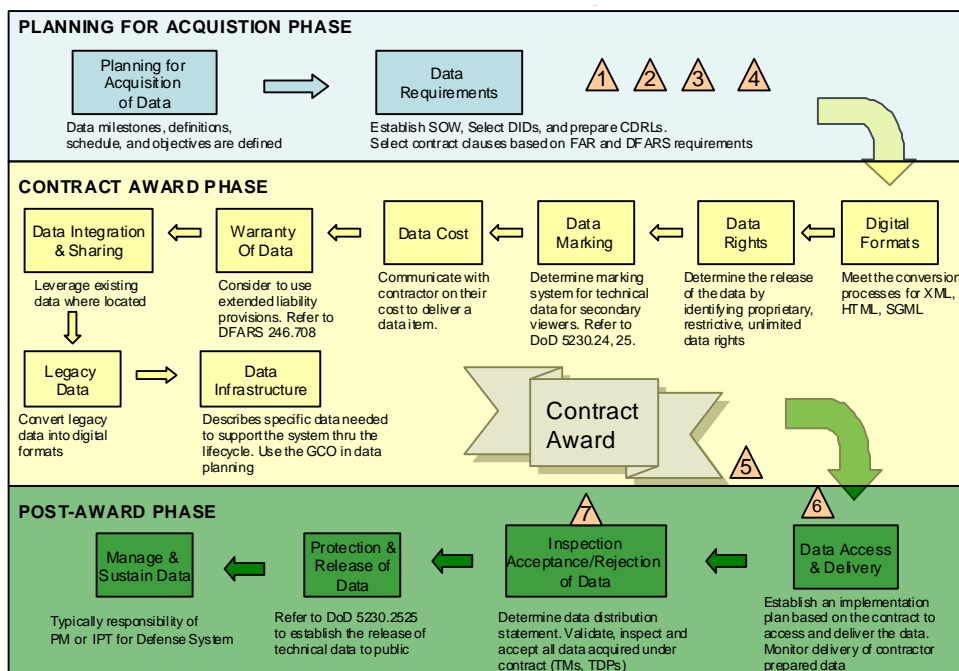 PLANNING FOR ACQUISTION PHASE
Planning for
Acquisition
of Data
Data milestones, definitions,
schedule, and objectives are defined
Data
Requirements
Establish SOW, Select DIDs, and prepare CDRLs.
Select contract clauses based on FAR and DFARS requirements
1
2
3
4
CONTRACT AWARD PHASE
Digital
Formats
Meet the conversion
processes for XML,
HTML, SGML
Data
Rights
Determine the release
of the data by
identifying proprietary,
restrictive, unlimited
data rights
Data
Marking
Determine marking
system for technical
data for secondary
viewers. Refer to
DoD 5230.24, 25.
Data Cost
Communicate with
contractor on their
cost to deliver a
data item.
Warranty
Of Data
Consider to use
extended liability
provisions. Refer to
DFARS 246.708
Data Integration
& Sharing
Leverage existing
data where located
Legacy
Data
Convert legacy
data into digital
formats
Data
Infrastructure
Describes specific data needed
to support the system thru the
lifecycle. Use the GCO in data
planning
Contract
Award
5
POST-AWARD PHASE
6
Data Access
& Delivery
Establish an implementation
plan based on the contract to
access and deliver the data.
Monitor delivery of contractor
prepared data
7
Inspection
Acceptance/Rejection
of Data
Determine data distribution
statement. Validate, inspect and
accept all data acquired under
contract (TMs, TDPs)
Protection &
Release of
Data
Refer to DoD 5230.2525
to establish the release of
technical data to public
Manage &
Sustain Data
Typically responsibility of
PM or IPT for Defense System